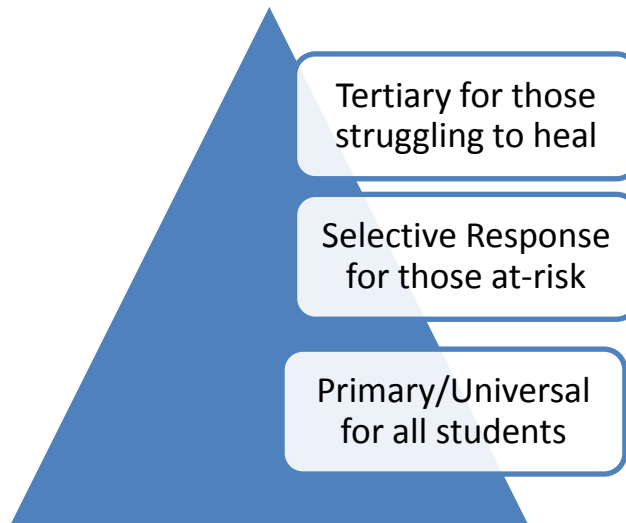 Tertiary for those
struggling to heal
Selective Response
for those at-risk
Primary/Universal
for all students